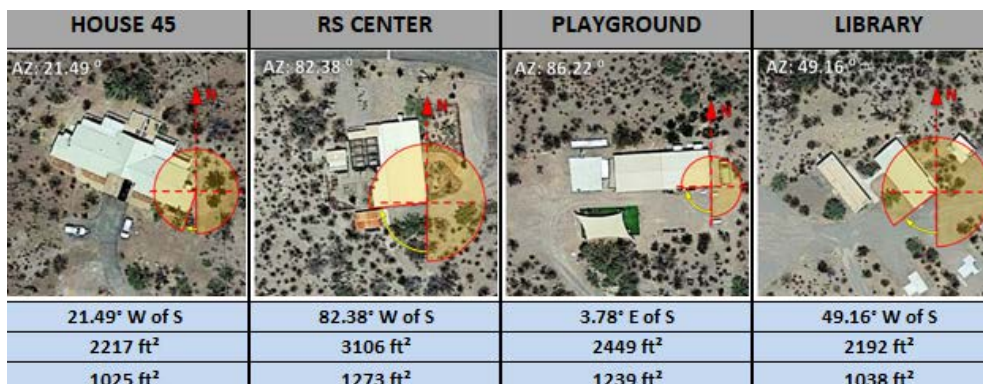 HOUSE 45 RS CENTER PLAYGROUND LIBRARY
AZ: 21.49 ° AZ: 82.38 ° AZ: 86.22 ° AZ: 49.16 °
N N N N
21.49° W of S 82.38° W of S 3.78° E of S 49.16° W of S
2217 ft² 3106 ft² 2449 ft² 2192 ft²
1025 ft² 1273 ft² 1239 ft² 1038 ft²